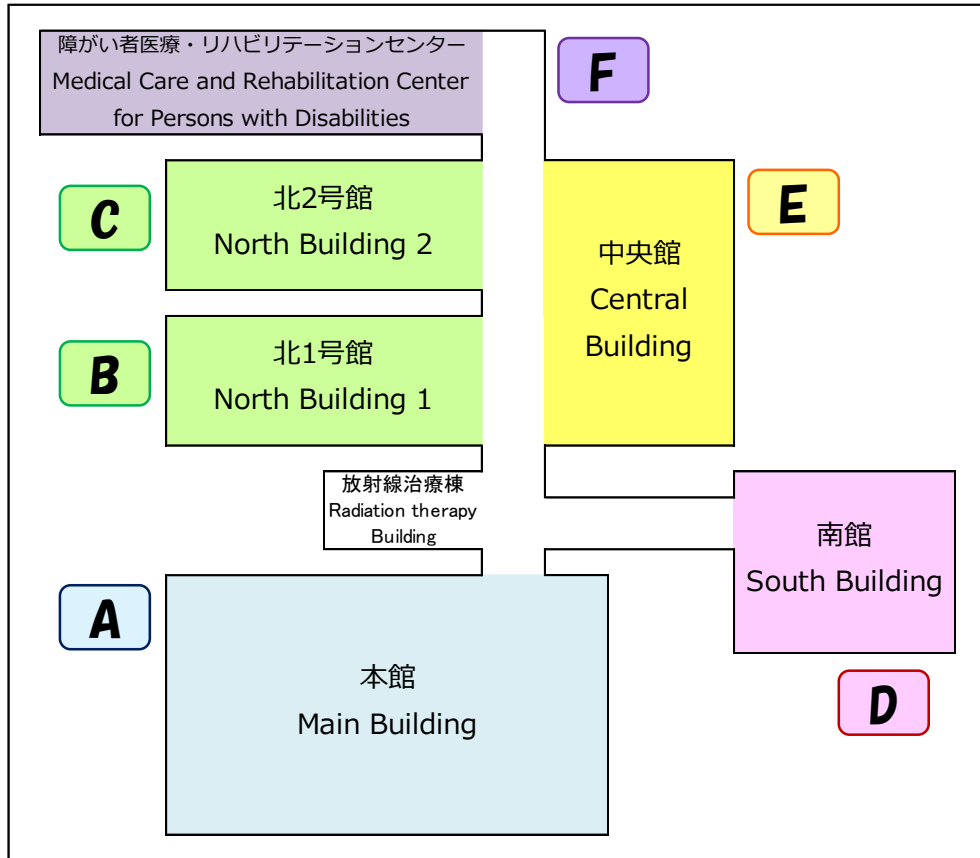 障がい者医療・リハビリテーションセンター
Medical Care and Rehabilitation Center
for Persons with Disabilities
F
C
北2号館
North Building 2
E
中央館
Central
Building
B
北1号館
North Building 1
放射線治療棟
Radiation therapy
Building
南館
South Building
A
本館
Main Building
D